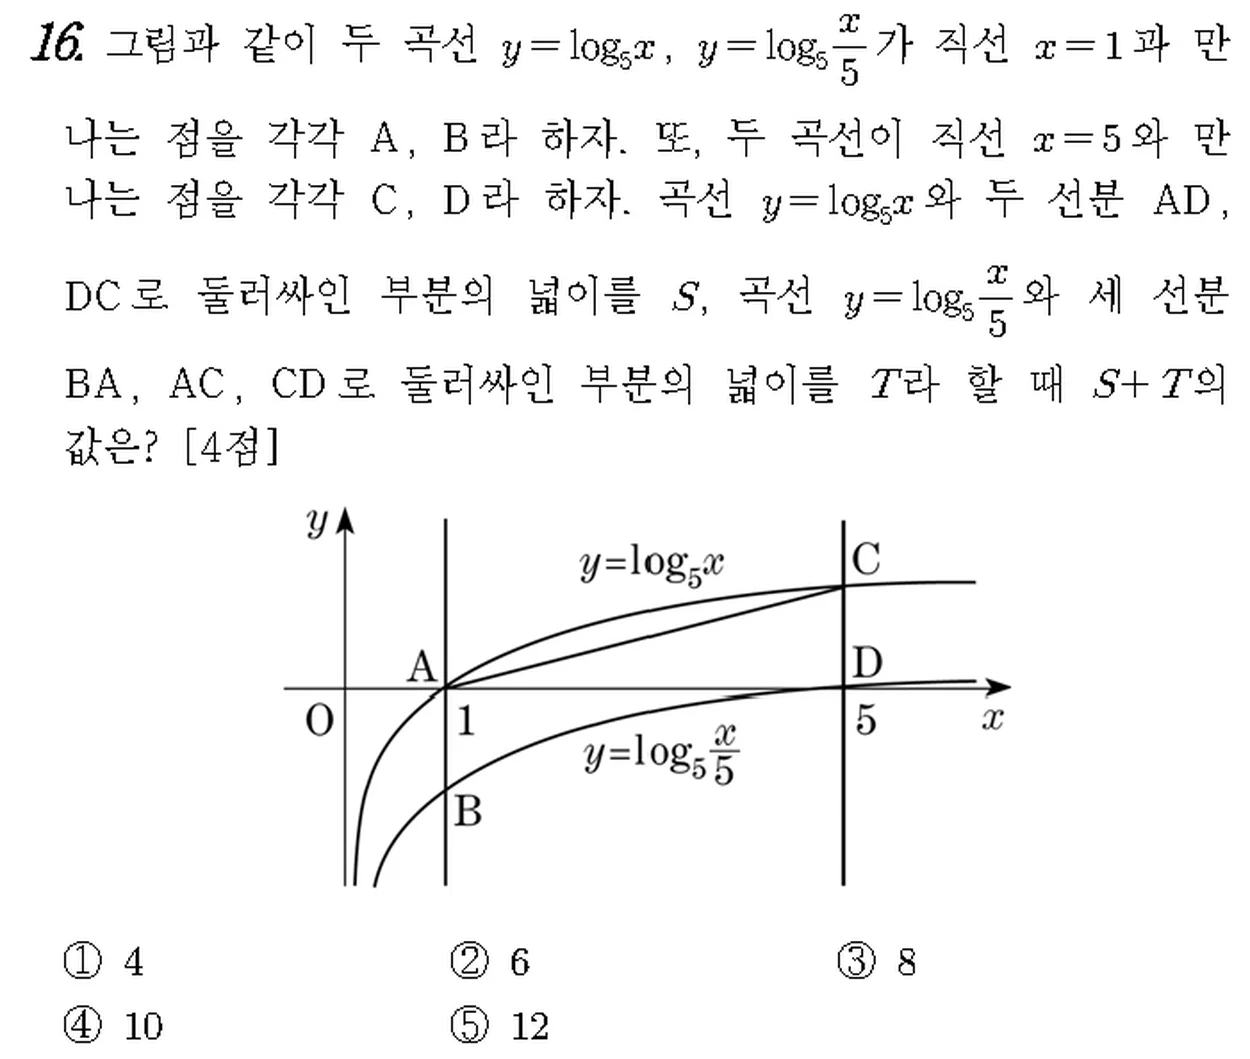 16. 그림과 같이 두 곡선 y=log₅x, y=log₅x/5가 직선 x=1과 만
나는 점을 각각 A, B라 하자. 또, 두 곡선이 직선 x=5와 만
나는 점을 각각 C, D라 하자. 곡선 y=log₅x와 두 선분 AD,
DC로 둘러싸인 부분의 넓이를 S, 곡선 y=log₅x/5와 세 선분
BA, AC, CD로 둘러싸인 부분의 넓이를 T라 할 때 S+T의
값은? [4점]
y
y=log₅x
C
A
D
O
1
5
x
y=log₅x/5
B
① 4 ② 6 ③ 8
④ 10 ⑤ 12